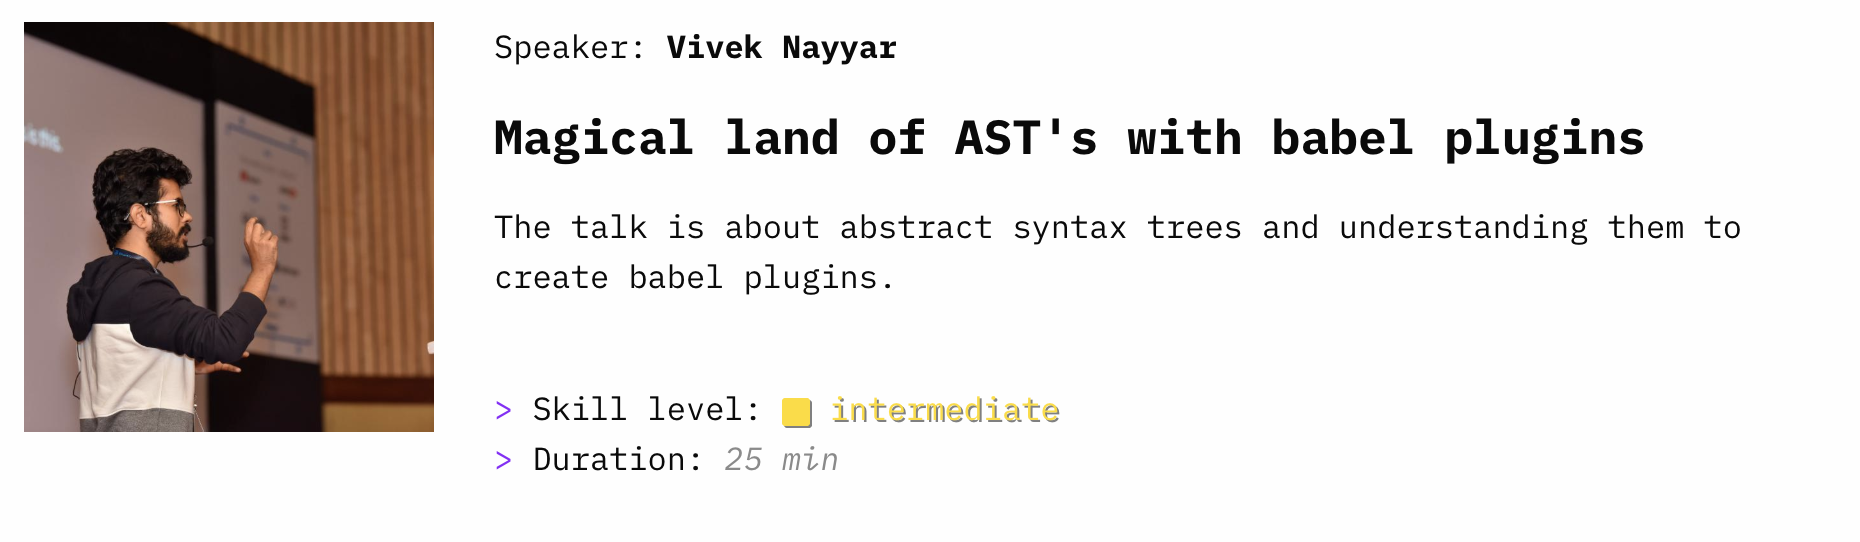 Speaker: Vivek Nayyar
Magical land of AST's with babel plugins
The talk is about abstract syntax trees and understanding them to
create babel plugins.
> Skill level: intermediate
> Duration: 25 min